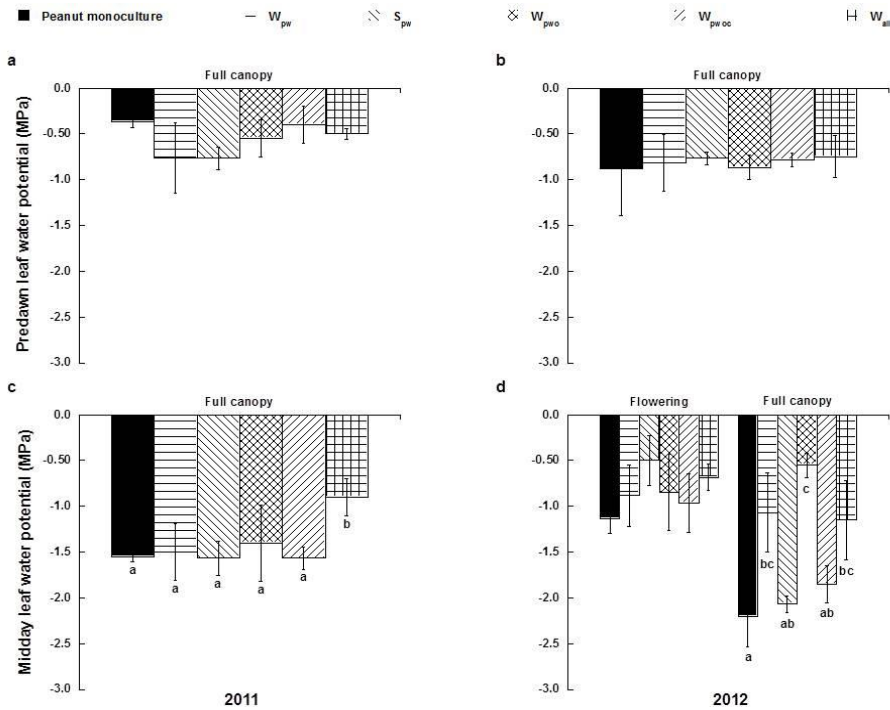 Peanut monoculture W pw S pw W pwo W pwoc W all
a b
Full canopy Full canopy
Predawn leaf water potential (MPa)
0.0 0.0
-0.50 -0.50
-1.0 -1.0
-1.5 -1.5
-2.0 -2.0
-2.5 -2.5
-3.0 -3.0
c d
Full canopy Flowering Full canopy
Midday leaf water potential (MPa)
0.0 0.0
-0.50 -0.50
-1.0 -1.0
-1.5 -1.5
-2.0 -2.0
-2.5 -2.5
-3.0 -3.0
a a a a a b
a bc ab c ab bc
2011 2012